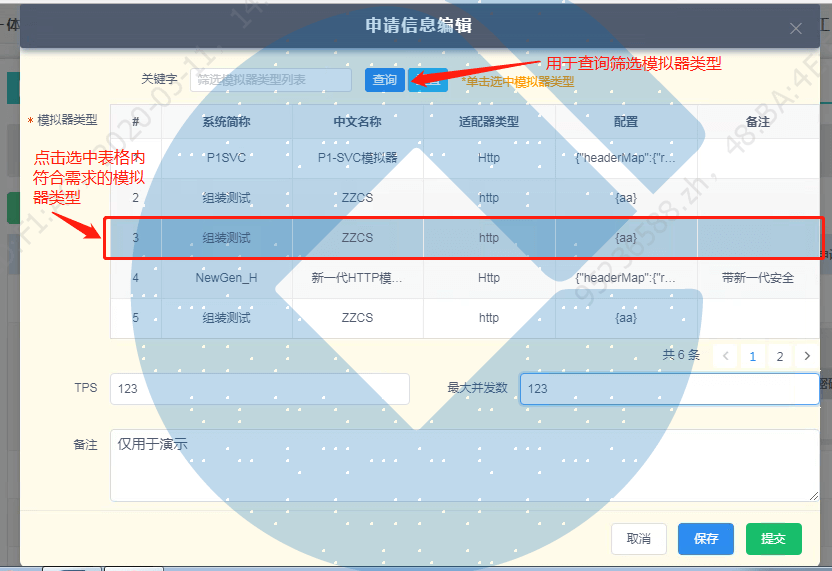 申请信息编辑
关键字 筛选模拟器类型列表 查询 *单击选中模拟器类型
用于查询筛选模拟器类型
* 模拟器类型
# 系统简称 中文名称 适配器类型 配置 备注
P1SVC P1-SVC模拟器 Http {"headerMap":{"r...
2 组装测试 ZZCS http {aa}
3 组装测试 ZZCS http {aa}
4 NewGen_H 新一代HTTP模... Http {"headerMap":{"r... 带新一代安全
5 组装测试 ZZCS http {aa}
点击选中表格内
符合需求的模拟
器类型
共 6 条 1 2
TPS 123 最大并发数 123
备注 仅用于演示
取消 保存 提交